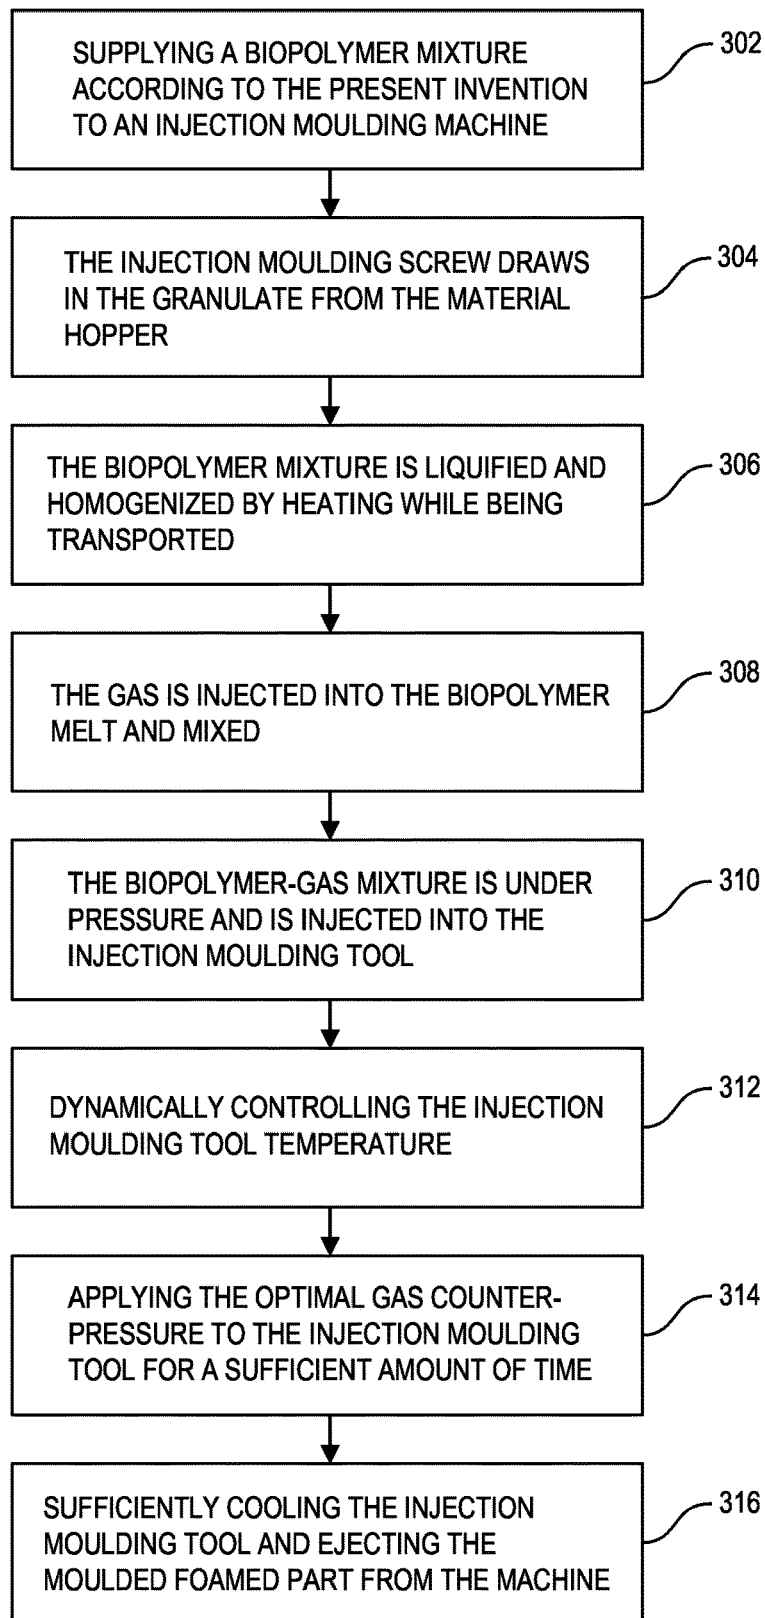 SUPPLYING A BIOPOLYMER MIXTURE
ACCORDING TO THE PRESENT INVENTION
TO AN INJECTION MOULDING MACHINE
302
THE INJECTION MOULDING SCREW DRAWS
IN THE GRANULATE FROM THE MATERIAL
HOPPER
304
THE BIOPOLYMER MIXTURE IS LIQUIFIED AND
HOMOGENIZED BY HEATING WHILE BEING
TRANSPORTED
306
THE GAS IS INJECTED INTO THE BIOPOLYMER
MELT AND MIXED
308
THE BIOPOLYMER-GAS MIXTURE IS UNDER
PRESSURE AND IS INJECTED INTO THE
INJECTION MOULDING TOOL
310
DYNAMICALLY CONTROLLING THE INJECTION
MOULDING TOOL TEMPERATURE
312
APPLYING THE OPTIMAL GAS COUNTER-
PRESSURE TO THE INJECTION MOULDING
TOOL FOR A SUFFICIENT AMOUNT OF TIME
314
SUFFICIENTLY COOLING THE INJECTION
MOULDING TOOL AND EJECTING THE
MOULDED FOAMED PART FROM THE MACHINE
316